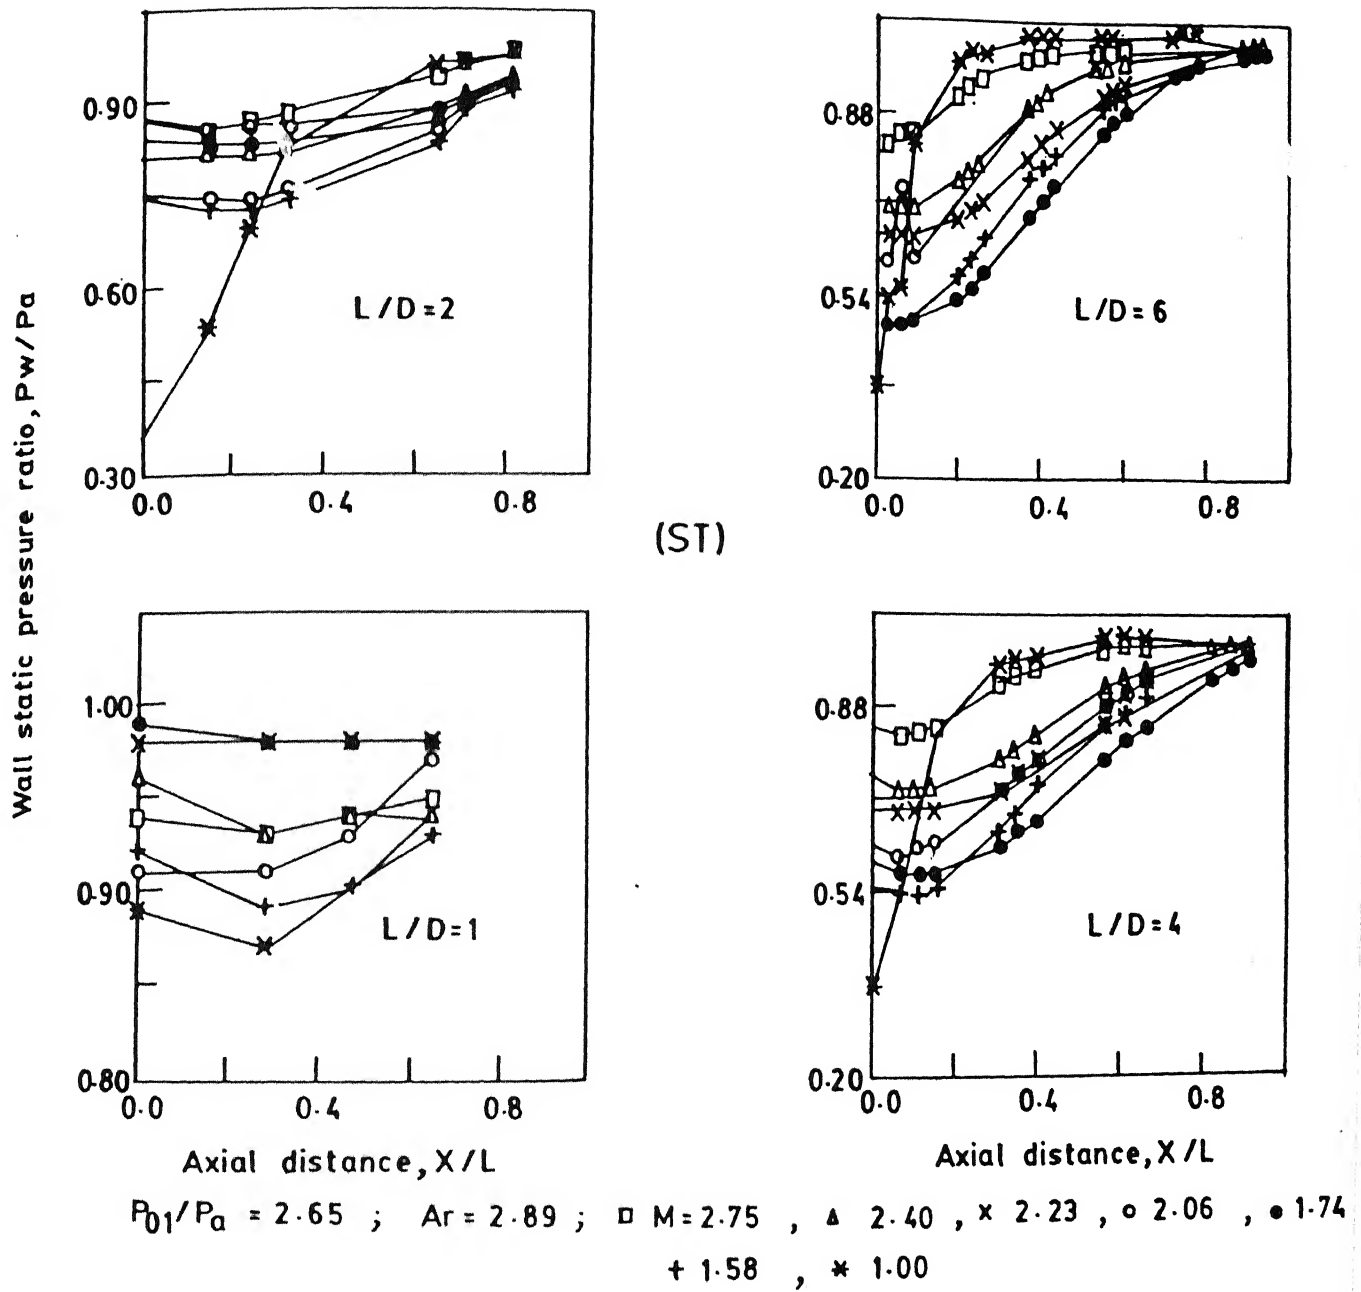 Wall static pressure ratio, Pw/Pa
0.90
0.60
0.30
0.0 0.4 0.8
L/D=2
0.88
0.54
0.20
0.0 0.4 0.8
L/D=6
(ST)
1.00
0.90
0.80
0.0 0.4 0.8
L/D=1
0.88
0.54
0.20
0.0 0.4 0.8
L/D=4
Axial distance, X/L
Axial distance, X/L
P01/Pa = 2.65 ; Ar = 2.89 ; □ M=2.75 , ▵ 2.40 , x 2.23 , o 2.06 , ● 1.74
+ 1.58 , * 1.00